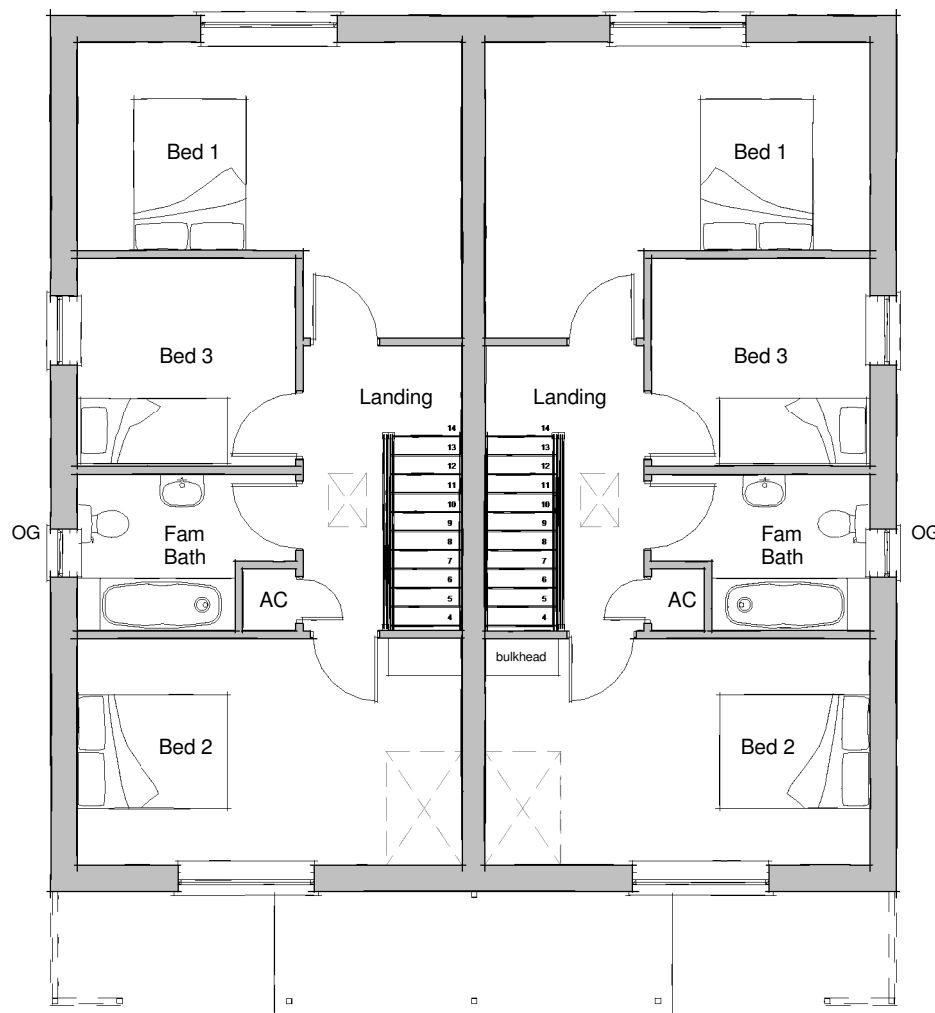 Bed 1
Bed 1
Bed 3
Bed 3
Landing
Landing
14
14
13
13
12
12
11
11
10
10
9
9
8
8
7
7
6
6
5
5
4
4
OG
Fam
Bath
Fam
Bath
OG
AC
AC
bulkhead
Bed 2
Bed 2